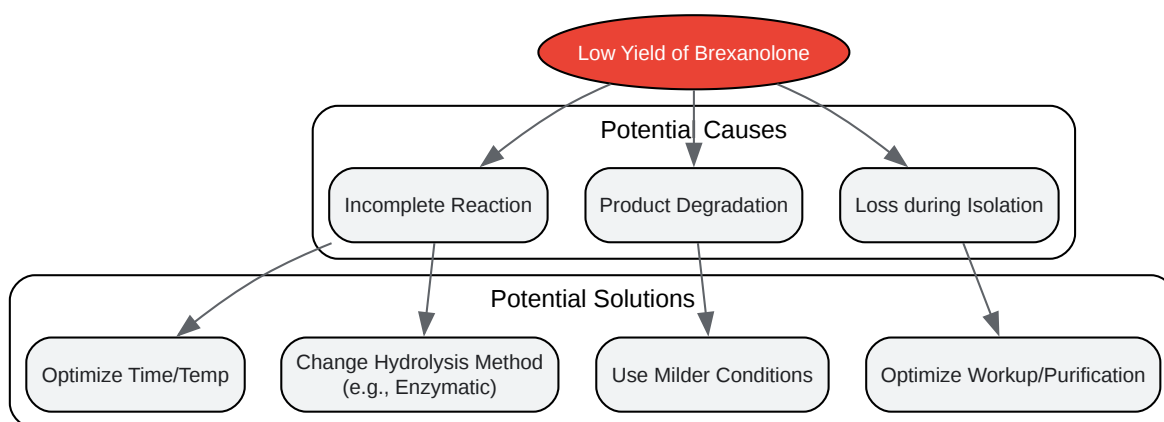 Low Yield of Brexanolone
Potential Causes
Incomplete Reaction
Product Degradation
Loss during Isolation
Potential Solutions
Optimize Time/Temp
Change Hydrolysis Method
(e.g., Enzymatic)
Use Milder Conditions
Optimize Workup/Purification